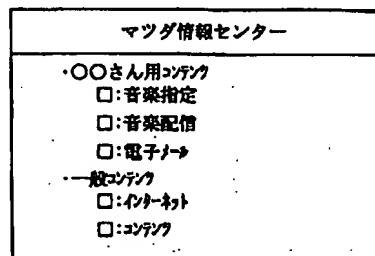 マツダ情報センター
・〇〇さん用コンテンツ
□:音楽指定
□:音楽配信
□:電子メール
・一般コンテンツ
□:インターネット
□:コンテンツ